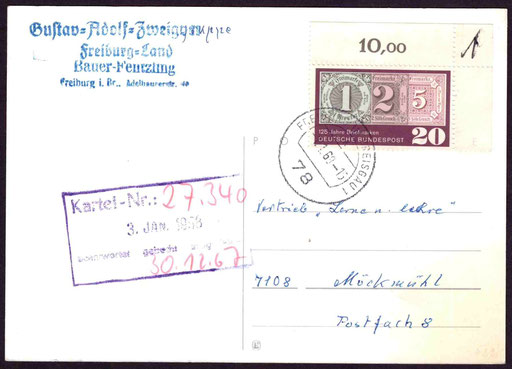 Gustav=Adolf=Zweigverein
Freiburg=Land
Bauer-Fentzling
Freiburg i. Br., Adelhauserstr. 40
10,00
1 2 5
125 Jahre Briefmarken
DEUTSCHE BUNDESPOST 20
78
Kartei-Nr.: 27.340
3. JAN. 1968
30.12.67
Vertrieb „Lerne u. lehre"
7108 Möckmühl
Postfach 8